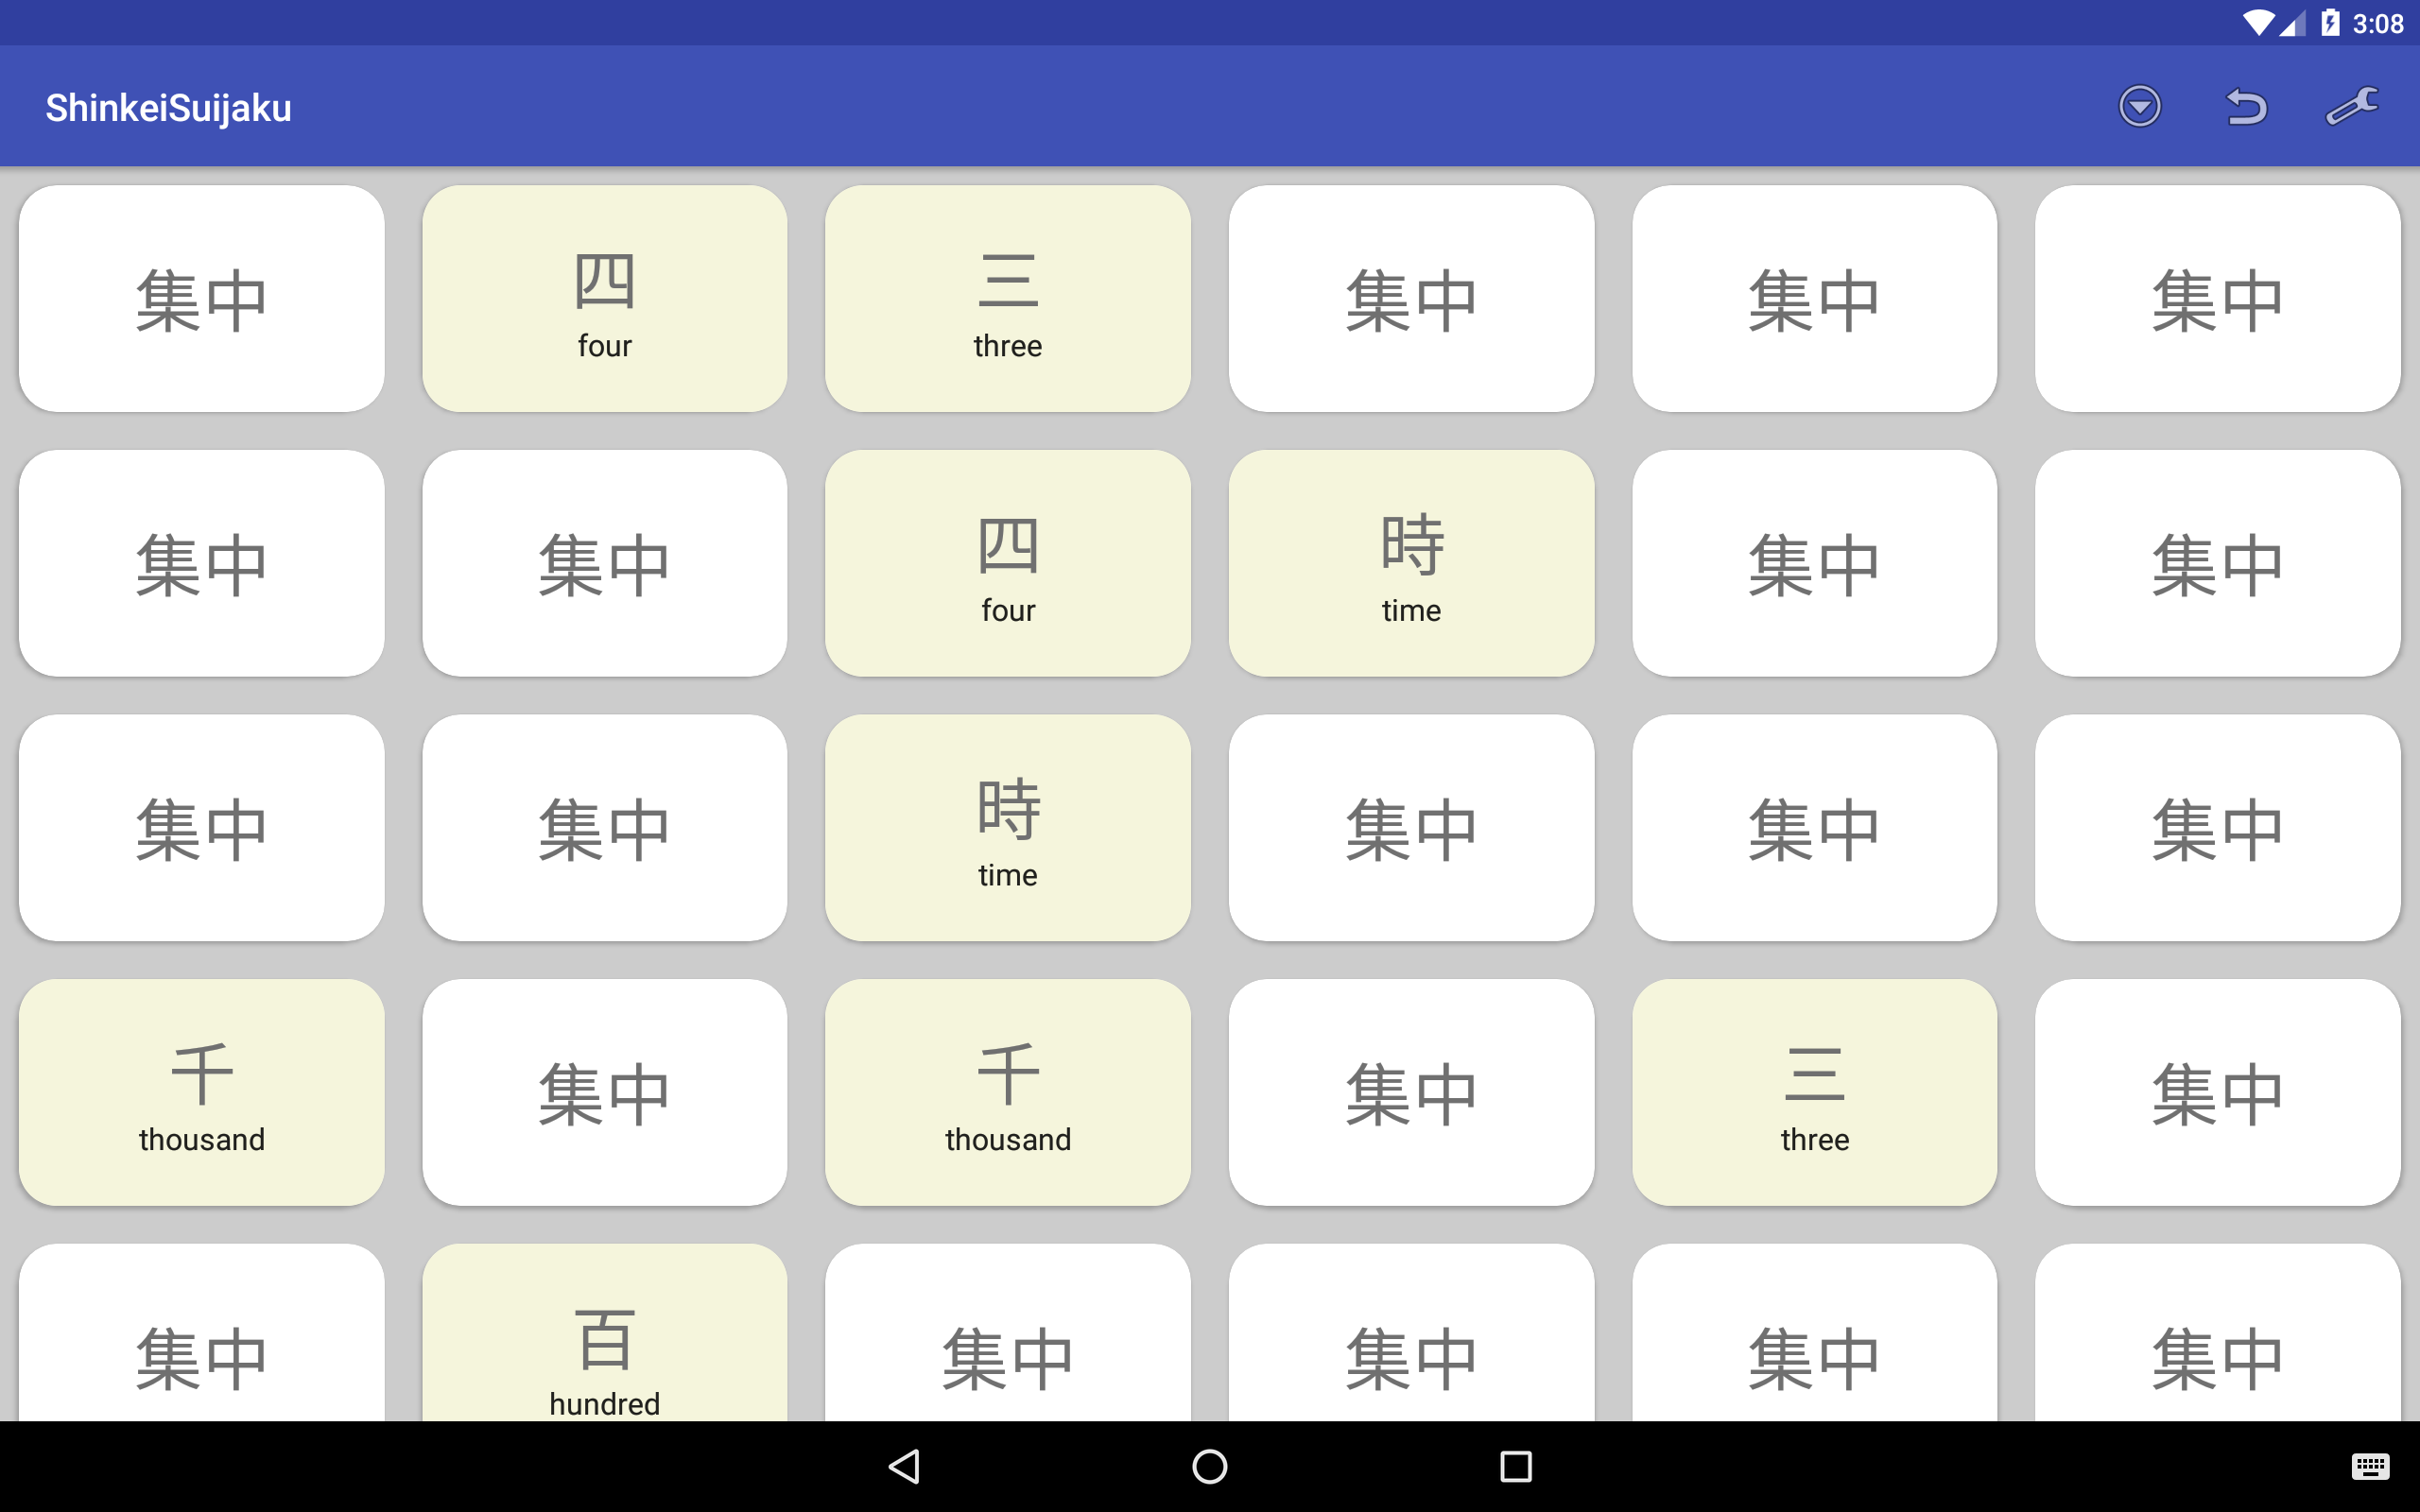 3:08
ShinkeiSuijaku
集中 四 三 集中 集中 集中
four three
集中 集中 四 時 集中 集中
four time
集中 集中 時 集中 集中 集中
time
千 集中 千 集中 三 集中
thousand thousand three
集中 百 集中 集中 集中 集中
hundred